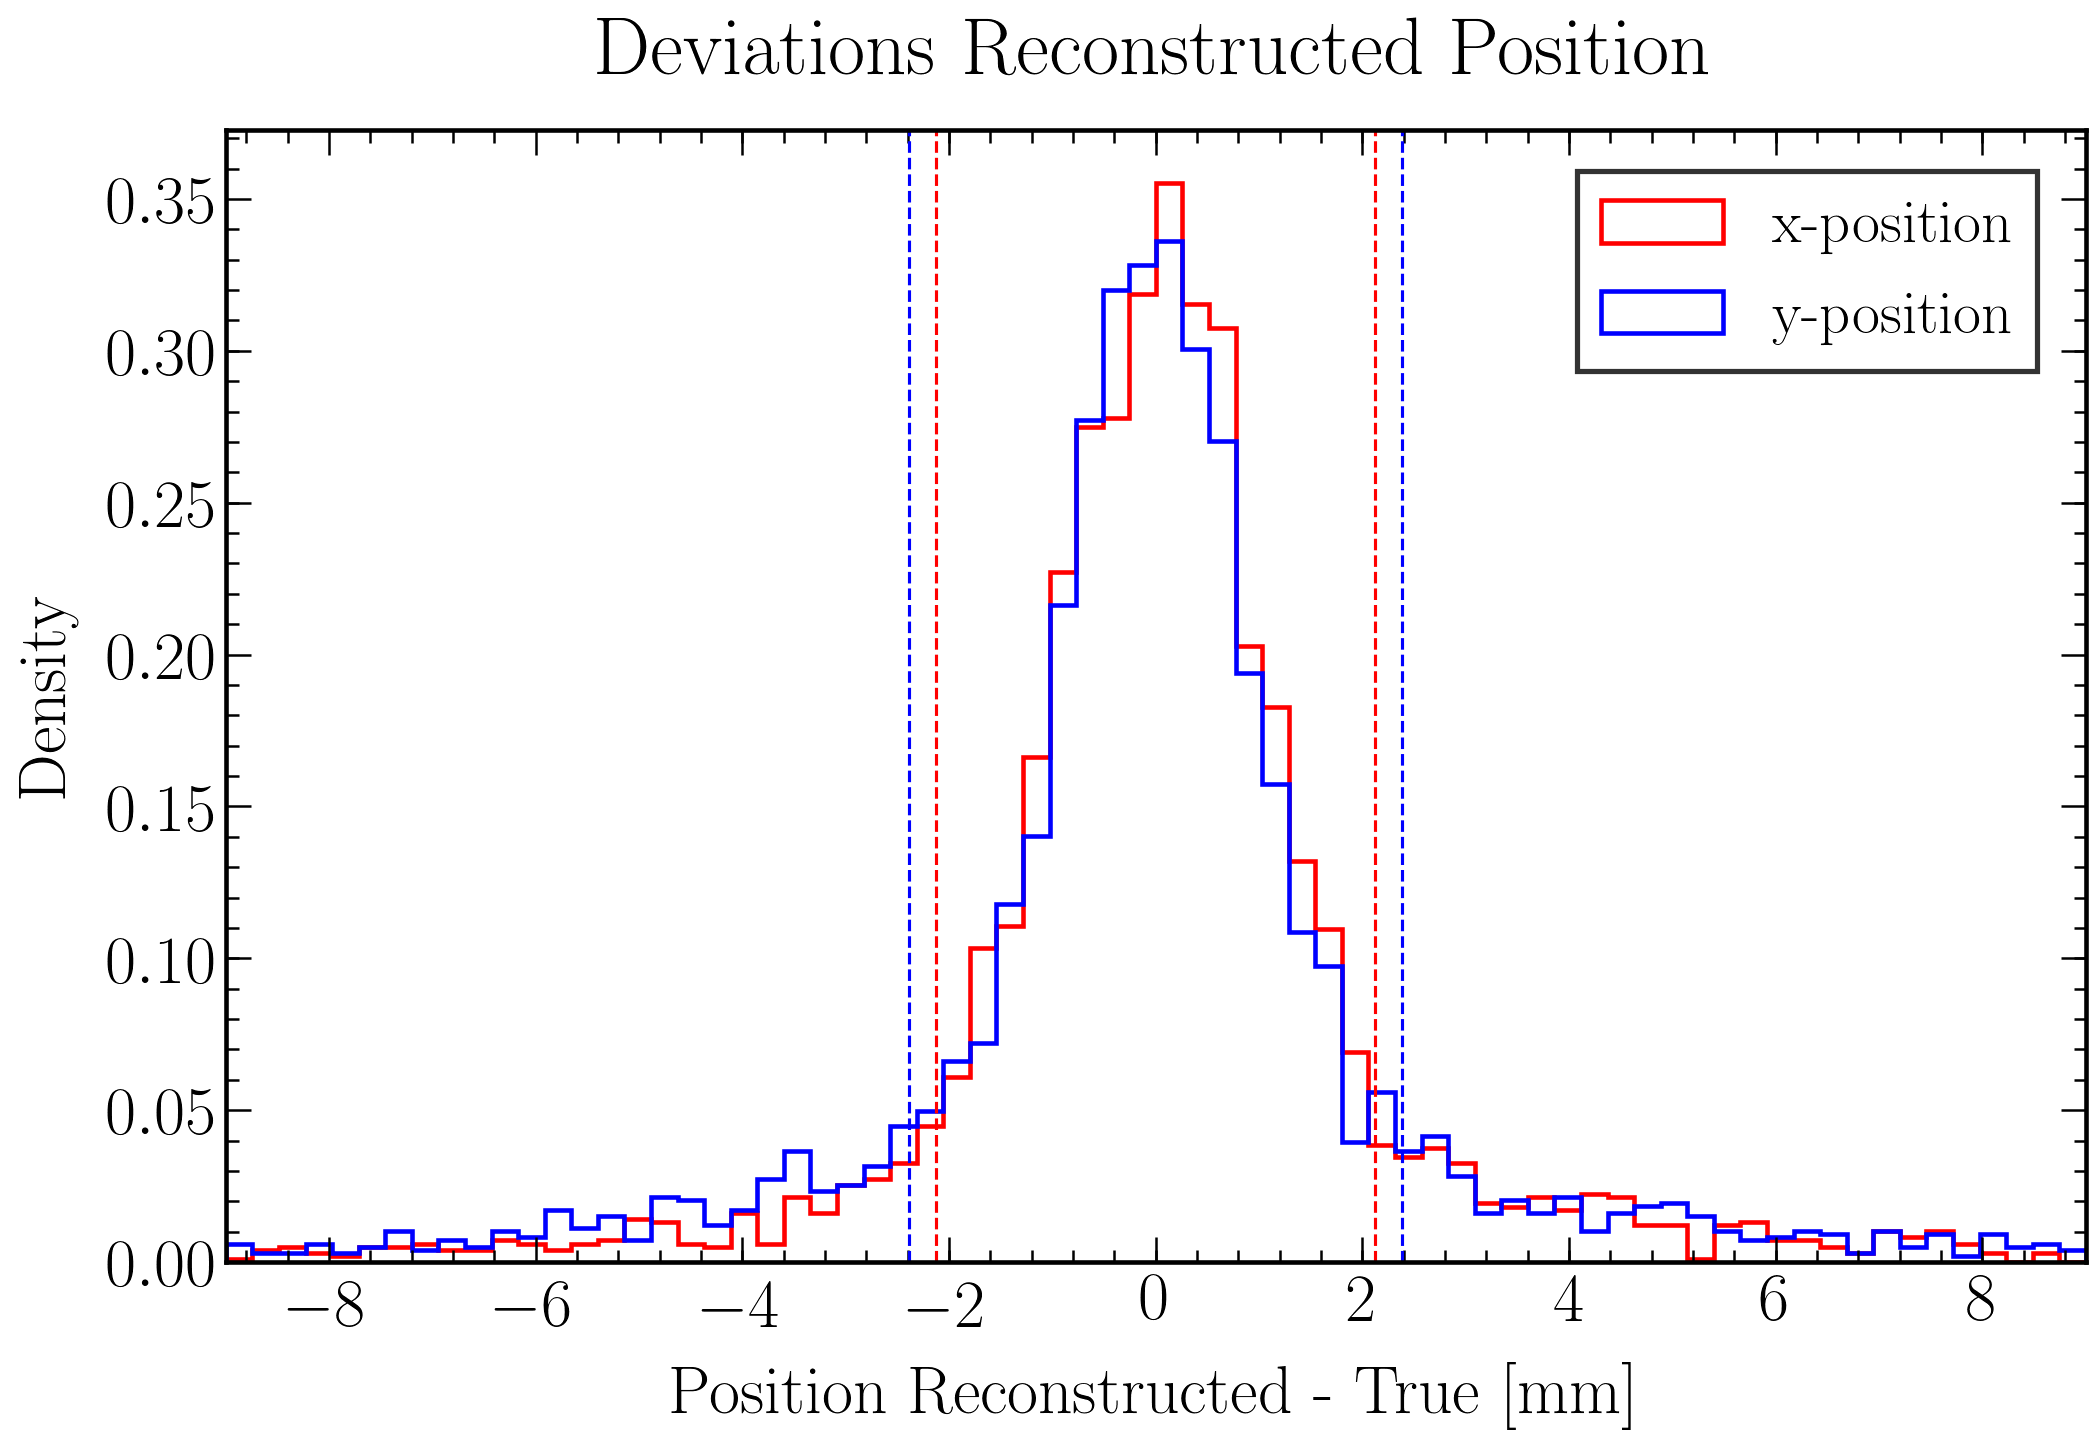 Deviations Reconstructed Position
x-position
y-position
0.35
0.30
0.25
0.20
0.15
0.10
0.05
0.00
Density
−8 −6 −4 −2 0 2 4 6 8
Position Reconstructed - True [mm]